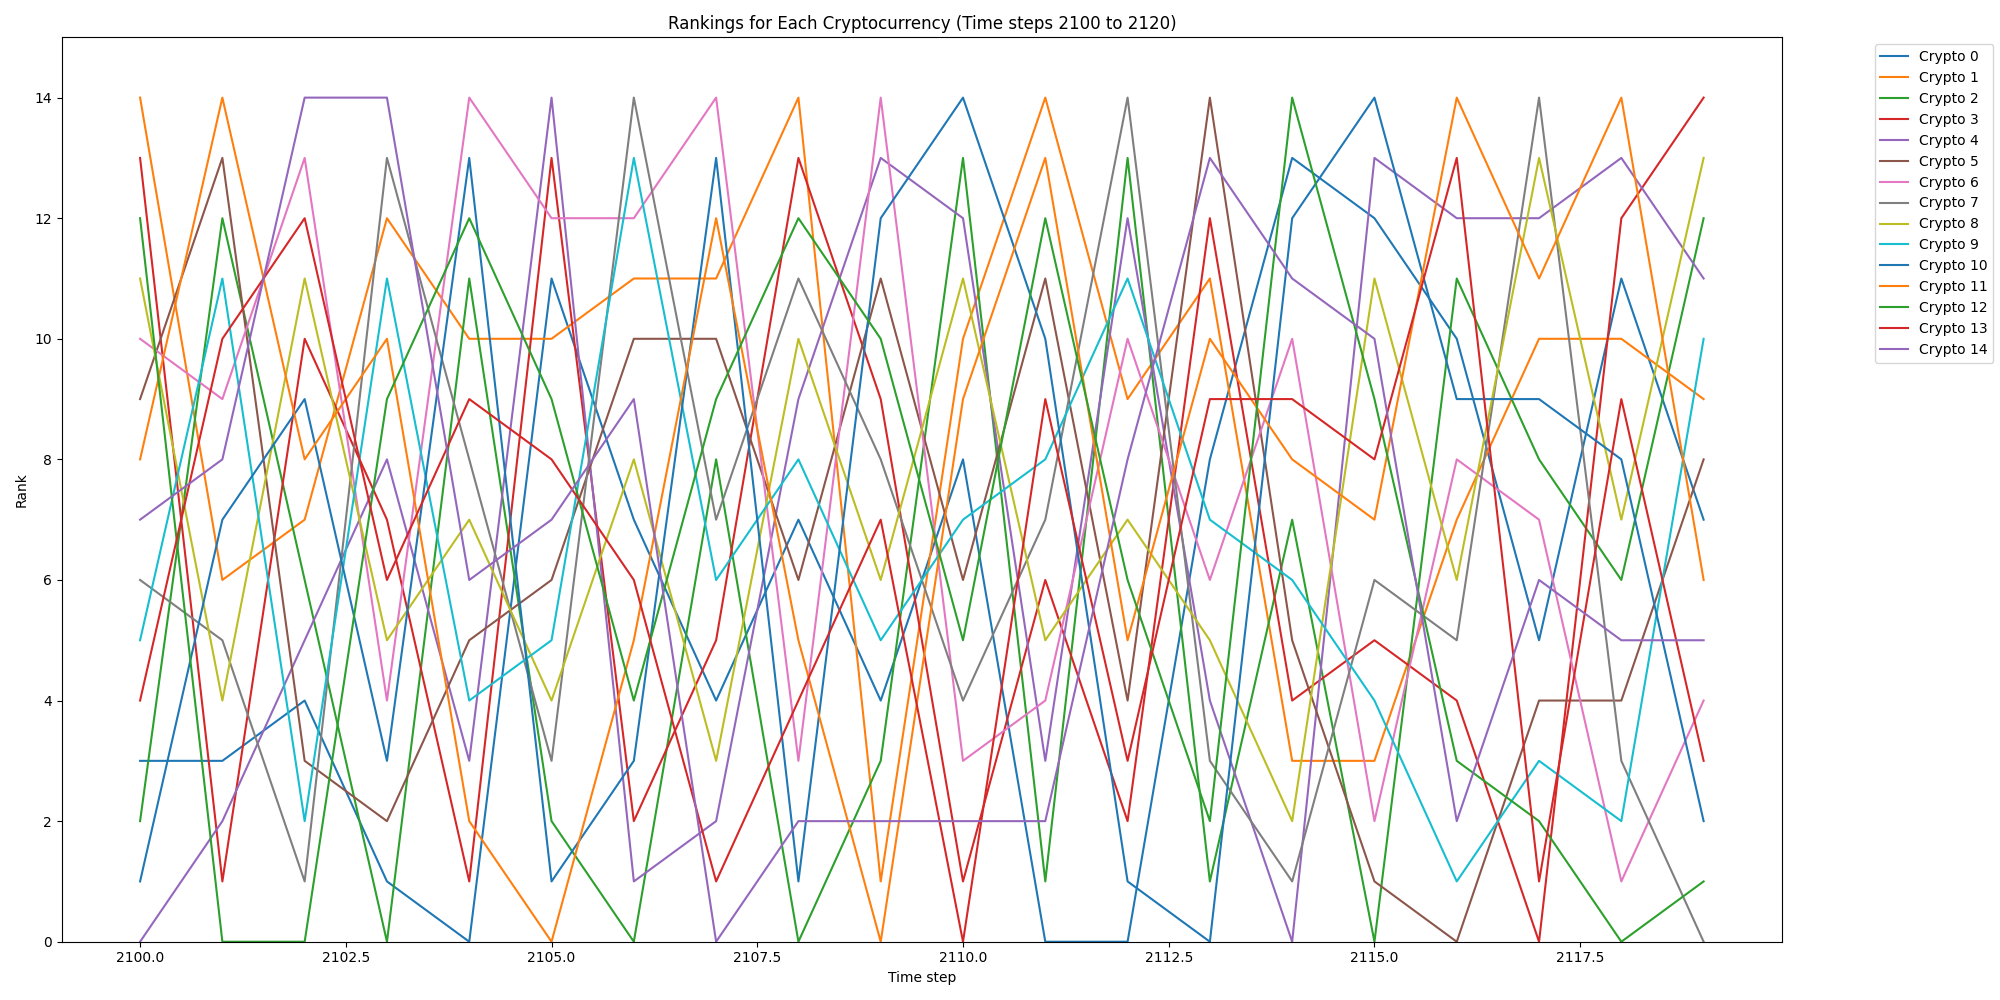 Rankings for Each Cryptocurrency (Time steps 2100 to 2120)
14
12
10
8
6
4
2
0
Rank
2100.0
2102.5
2105.0
2107.5
2110.0
2112.5
2115.0
2117.5
Time step
Crypto 0
Crypto 1
Crypto 2
Crypto 3
Crypto 4
Crypto 5
Crypto 6
Crypto 7
Crypto 8
Crypto 9
Crypto 10
Crypto 11
Crypto 12
Crypto 13
Crypto 14